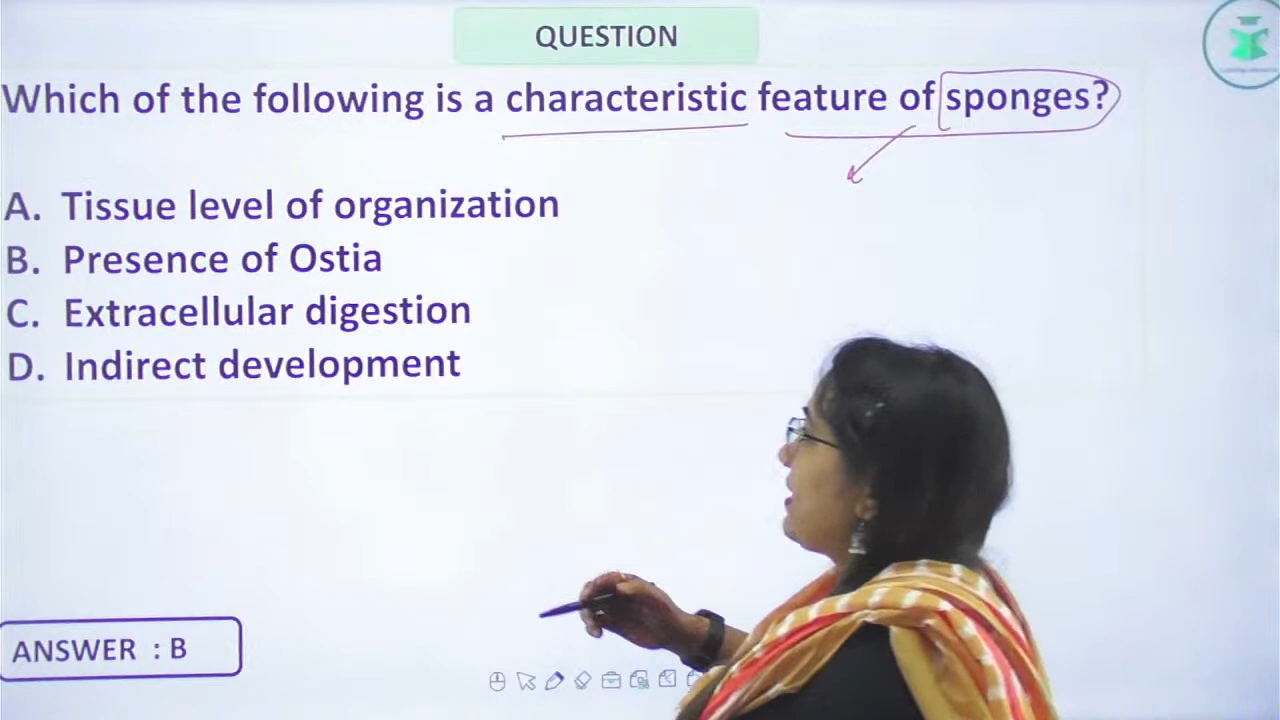 QUESTION
Which of the following is a characteristic feature of sponges?
A. Tissue level of organization
B. Presence of Ostia
C. Extracellular digestion
D. Indirect development
ANSWER : B